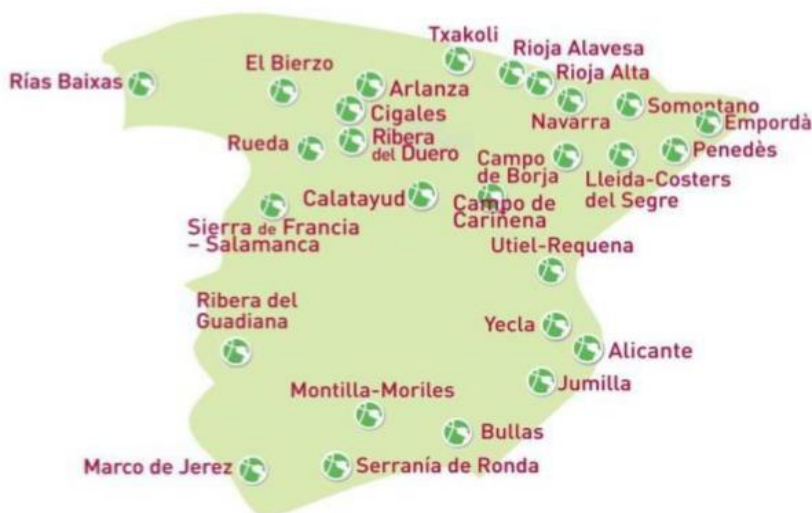 Txakoli
Rioja Alavesa
El Bierzo
Rioja Alta
Rías Baixas
Arlanza
Somontano
Cigales
Navarra
Empordà
Rueda
Ribera
del Duero
Penedès
Campo
de Borja
Lleida-Costers
del Segre
Calatayud
Campo de
Cariñena
Sierra de Francia
– Salamanca
Utiel-Requena
Ribera del
Guadiana
Yecla
Alicante
Jumilla
Montilla-Moriles
Bullas
Marco de Jerez
Serranía de Ronda